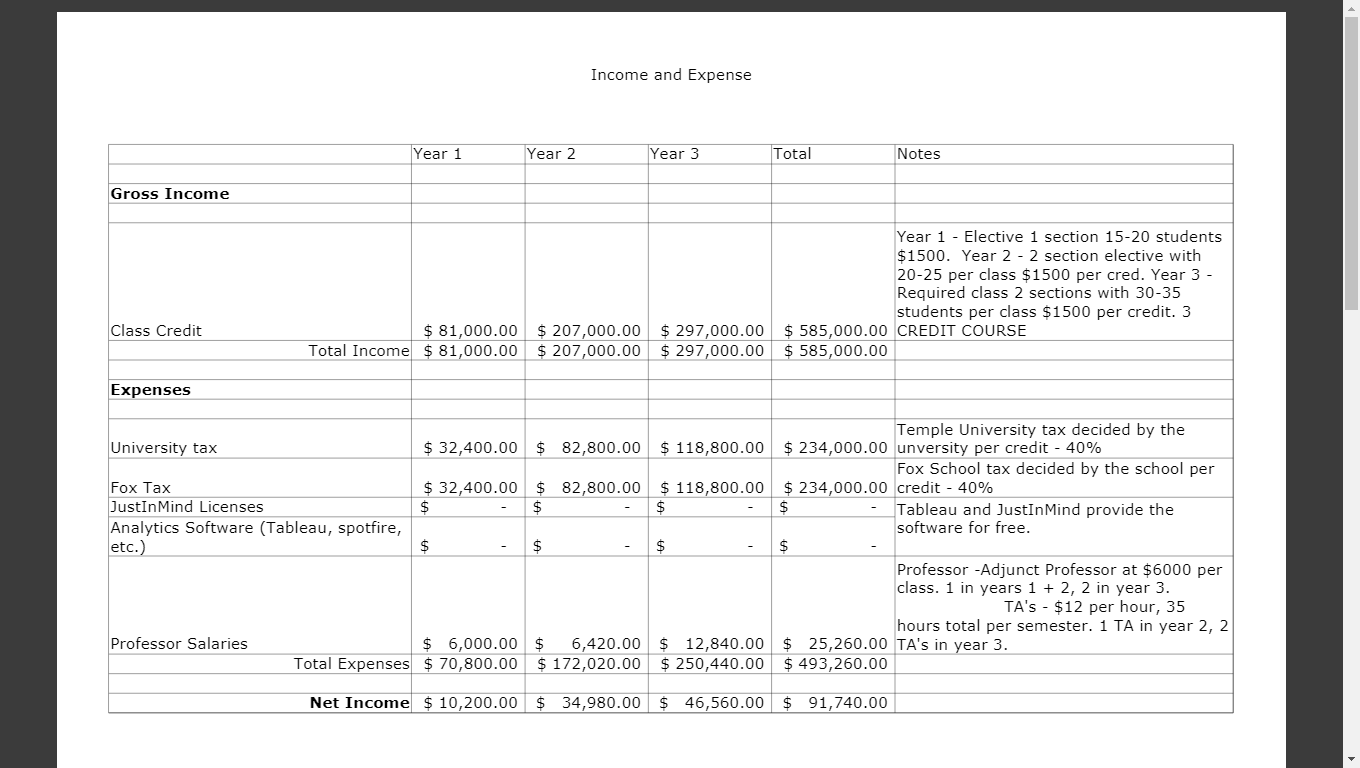 Income and Expense
Year 1 Year 2 Year 3 Total Notes
Gross Income
Year 1 - Elective 1 section 15-20 students
$1500.  Year 2 - 2 section elective with
20-25 per class $1500 per cred. Year 3 -
Required class 2 sections with 30-35
students per class $1500 per credit. 3
Class Credit $ 81,000.00 $ 207,000.00 $ 297,000.00 $ 585,000.00 CREDIT COURSE
Total Income $ 81,000.00 $ 207,000.00 $ 297,000.00 $ 585,000.00
Expenses
Temple University tax decided by the
University tax $ 32,400.00 $ 82,800.00 $ 118,800.00 $ 234,000.00 unversity per credit - 40%
Fox School tax decided by the school per
Fox Tax $ 32,400.00 $ 82,800.00 $ 118,800.00 $ 234,000.00 credit - 40%
JustInMind Licenses $ - $ - $ - $ - Tableau and JustInMind provide the
Analytics Software (Tableau, spotfire, software for free.
etc.) $ - $ - $ - $ -
Professor -Adjunct Professor at $6000 per
class. 1 in years 1 + 2, 2 in year 3.
TA's - $12 per hour, 35
hours total per semester. 1 TA in year 2, 2
Professor Salaries $ 6,000.00 $ 6,420.00 $ 12,840.00 $ 25,260.00 TA's in year 3.
Total Expenses $ 70,800.00 $ 172,020.00 $ 250,440.00 $ 493,260.00
Net Income $ 10,200.00 $ 34,980.00 $ 46,560.00 $ 91,740.00